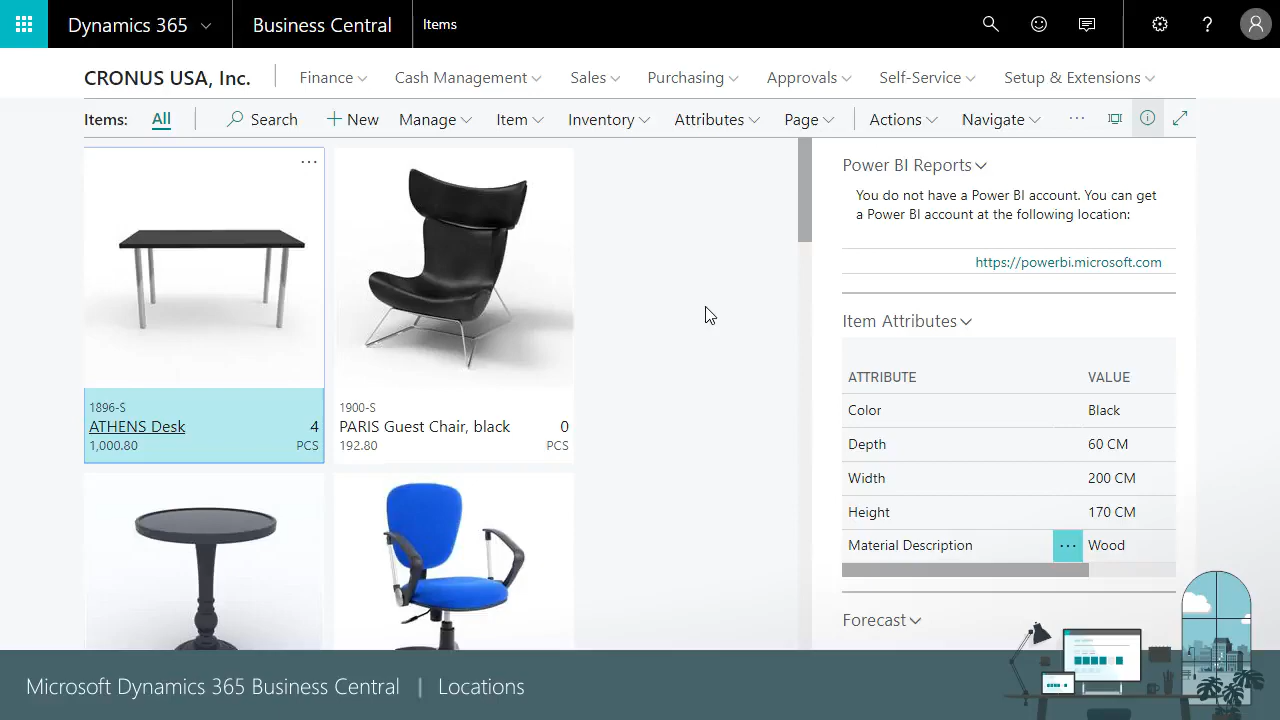 Dynamics 365 Business Central Items
CRONUS USA, Inc. Finance Cash Management Sales Purchasing Approvals Self-Service Setup & Extensions
Items: All Search New Manage Item Inventory Attributes Page Actions Navigate
Power BI Reports
You do not have a Power BI account. You can get
a Power BI account at the following location:
https://powerbi.microsoft.com
Item Attributes
ATTRIBUTE VALUE
Color Black
Depth 60 CM
Width 200 CM
Height 170 CM
Material Description Wood
Forecast
1896-S
ATHENS Desk 4
1,000.80 PCS
1900-S
PARIS Guest Chair, black 0
192.80 PCS
Microsoft Dynamics 365 Business Central | Locations